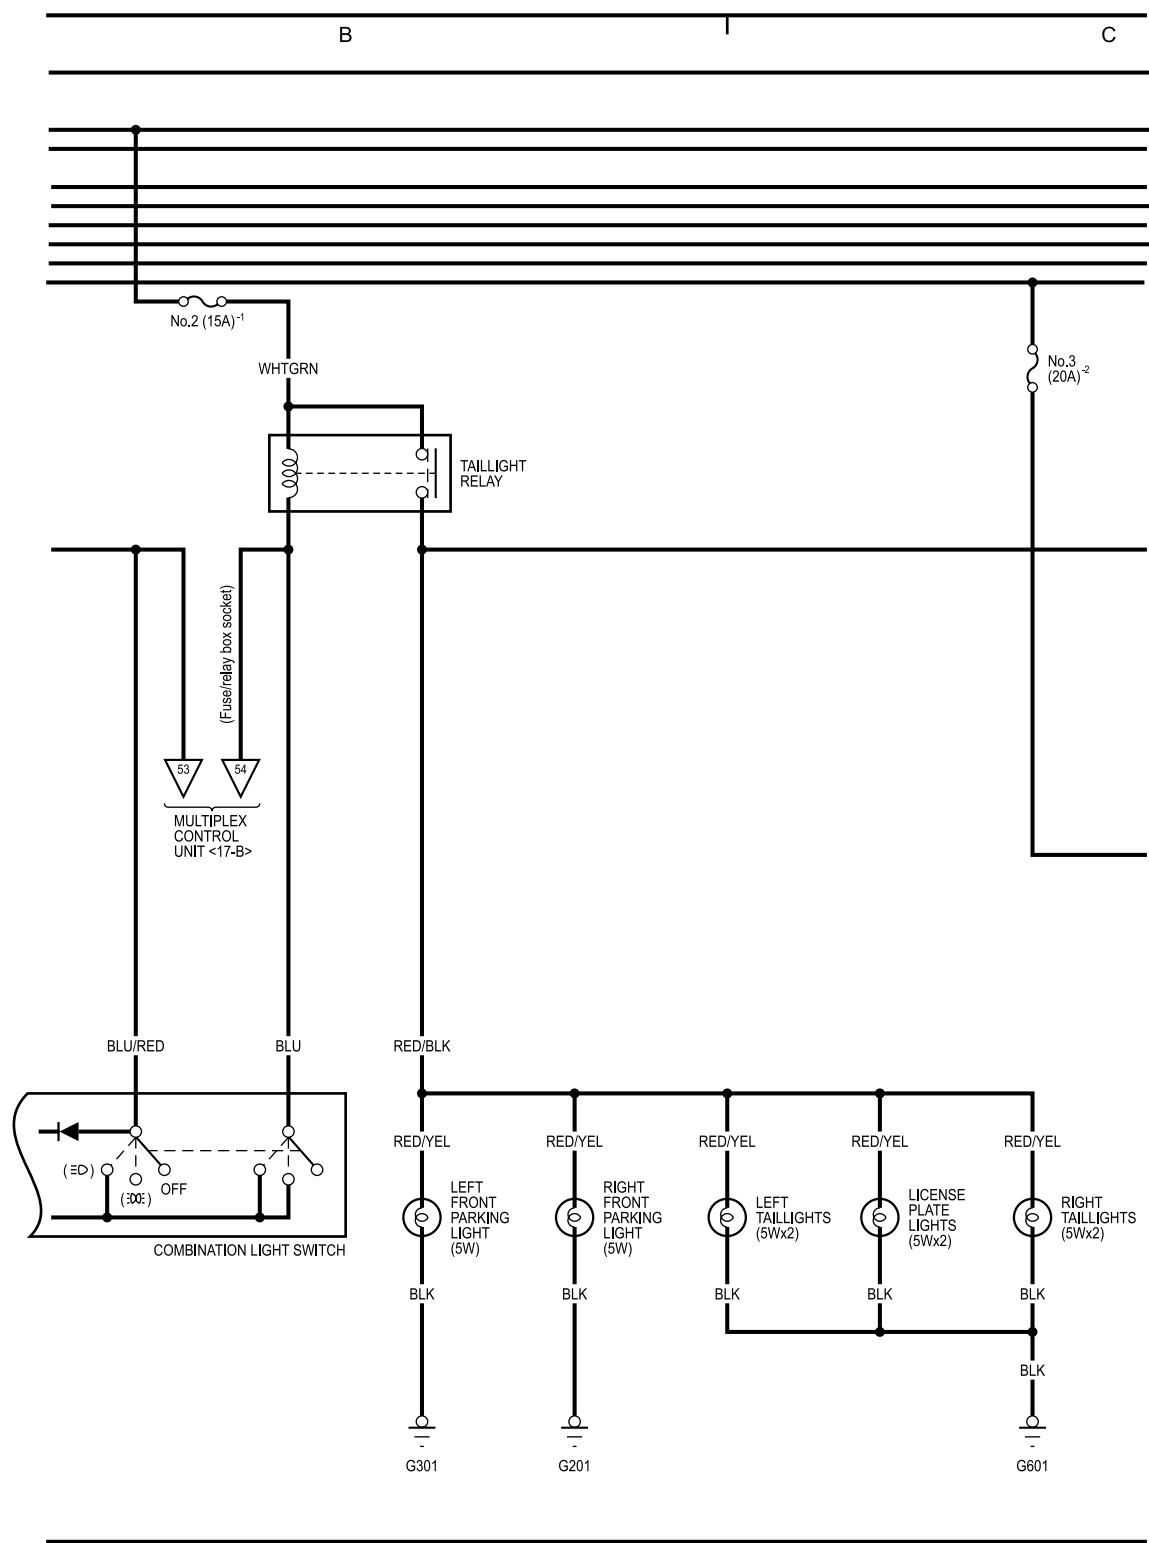 B
C
No.2 (15A)-1
No.3
(20A)-2
WHTGRN
TAILLIGHT
RELAY
(Fuse/relay box socket)
53
54
MULTIPLEX
CONTROL
UNIT <17-B>
BLU/RED
BLU
RED/BLK
RED/YEL
RED/YEL
RED/YEL
RED/YEL
RED/YEL
OFF
COMBINATION LIGHT SWITCH
LEFT
FRONT
PARKING
LIGHT
(5W)
RIGHT
FRONT
PARKING
LIGHT
(5W)
LEFT
TAILLIGHTS
(5Wx2)
LICENSE
PLATE
LIGHTS
(5Wx2)
RIGHT
TAILLIGHTS
(5Wx2)
BLK
BLK
BLK
BLK
BLK
BLK
G301
G201
G601